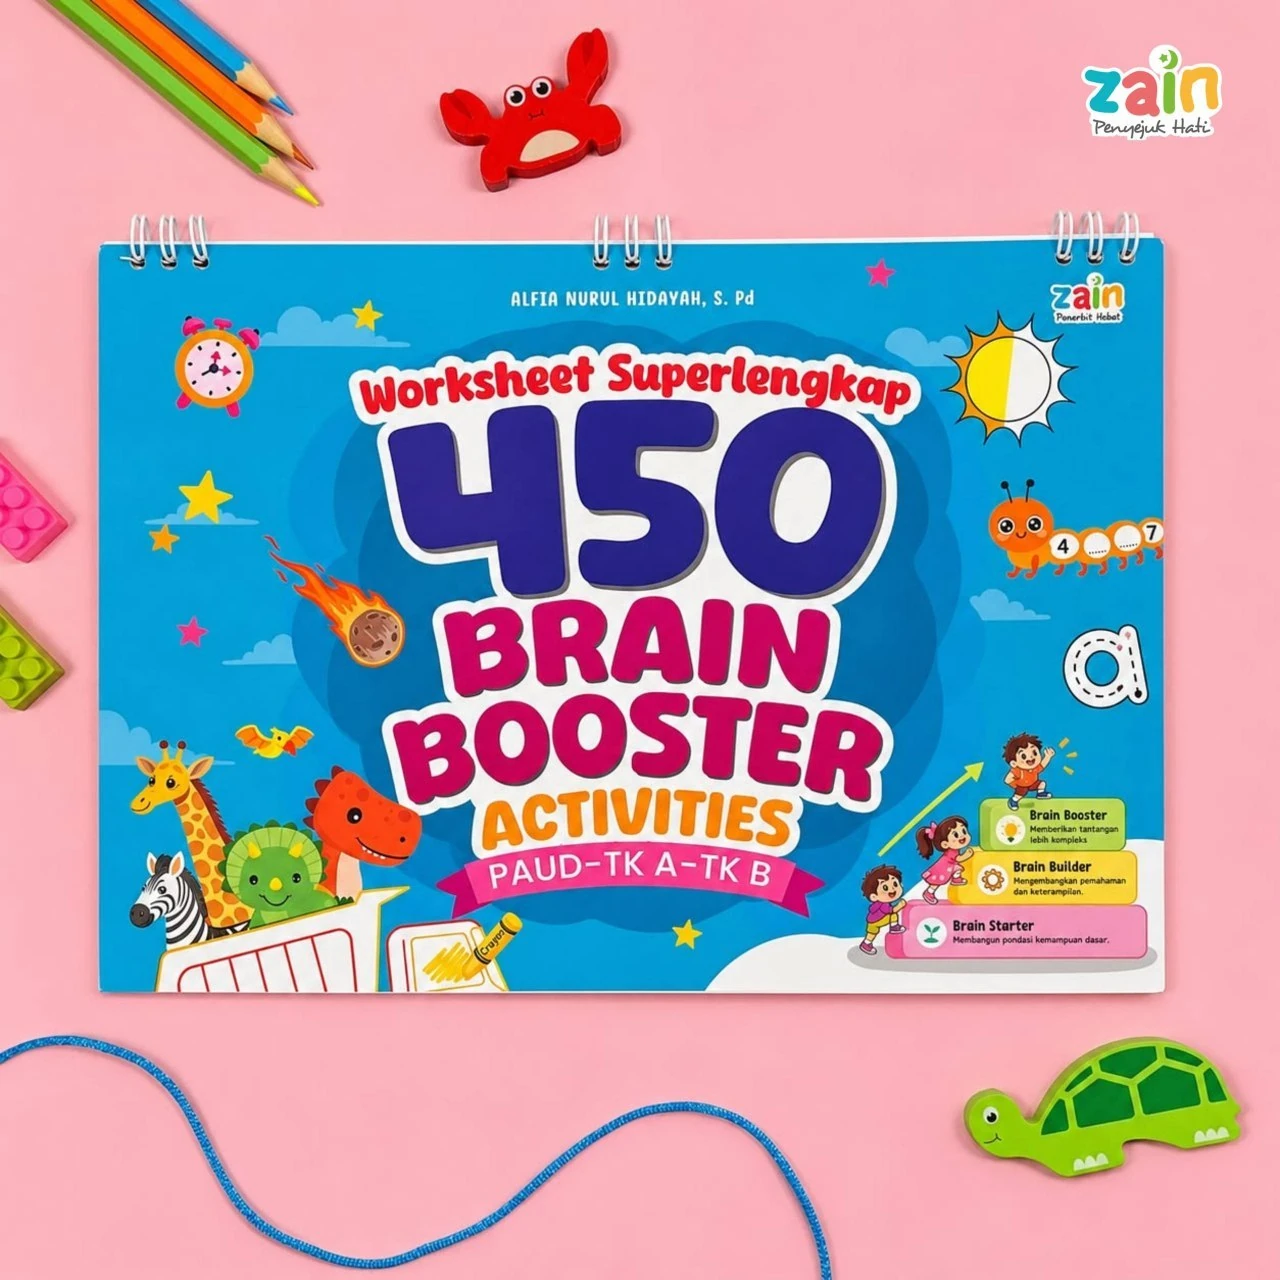 zain
Penyejuk Hati
ALFIA NURUL HIDAYAH, S. Pd
zain
Penerbit Hebat
Worksheet Superlengkap
450
BRAIN
BOOSTER
ACTIVITIES
PAUD-TK A-TK B
4 ..... ..... 7
a
Crayon
Brain Booster
Memberikan tantangan
lebih kompleks
Brain Builder
Mengembangkan pemahaman
dan keterampilan.
Brain Starter
Membangun pondasi kemampuan dasar.